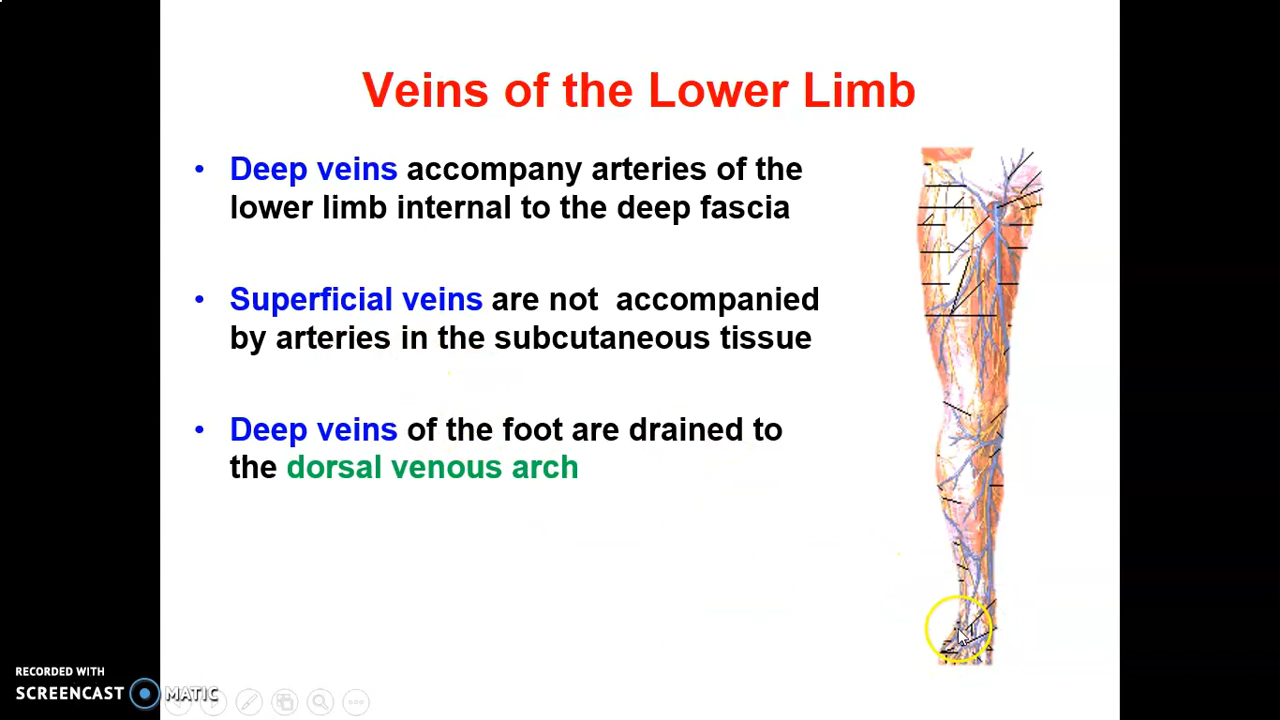 Veins of the Lower Limb
• Deep veins accompany arteries of the
lower limb internal to the deep fascia
• Superficial veins are not  accompanied
by arteries in the subcutaneous tissue
• Deep veins of the foot are drained to
the dorsal venous arch
RECORDED WITH
SCREENCAST MATIC